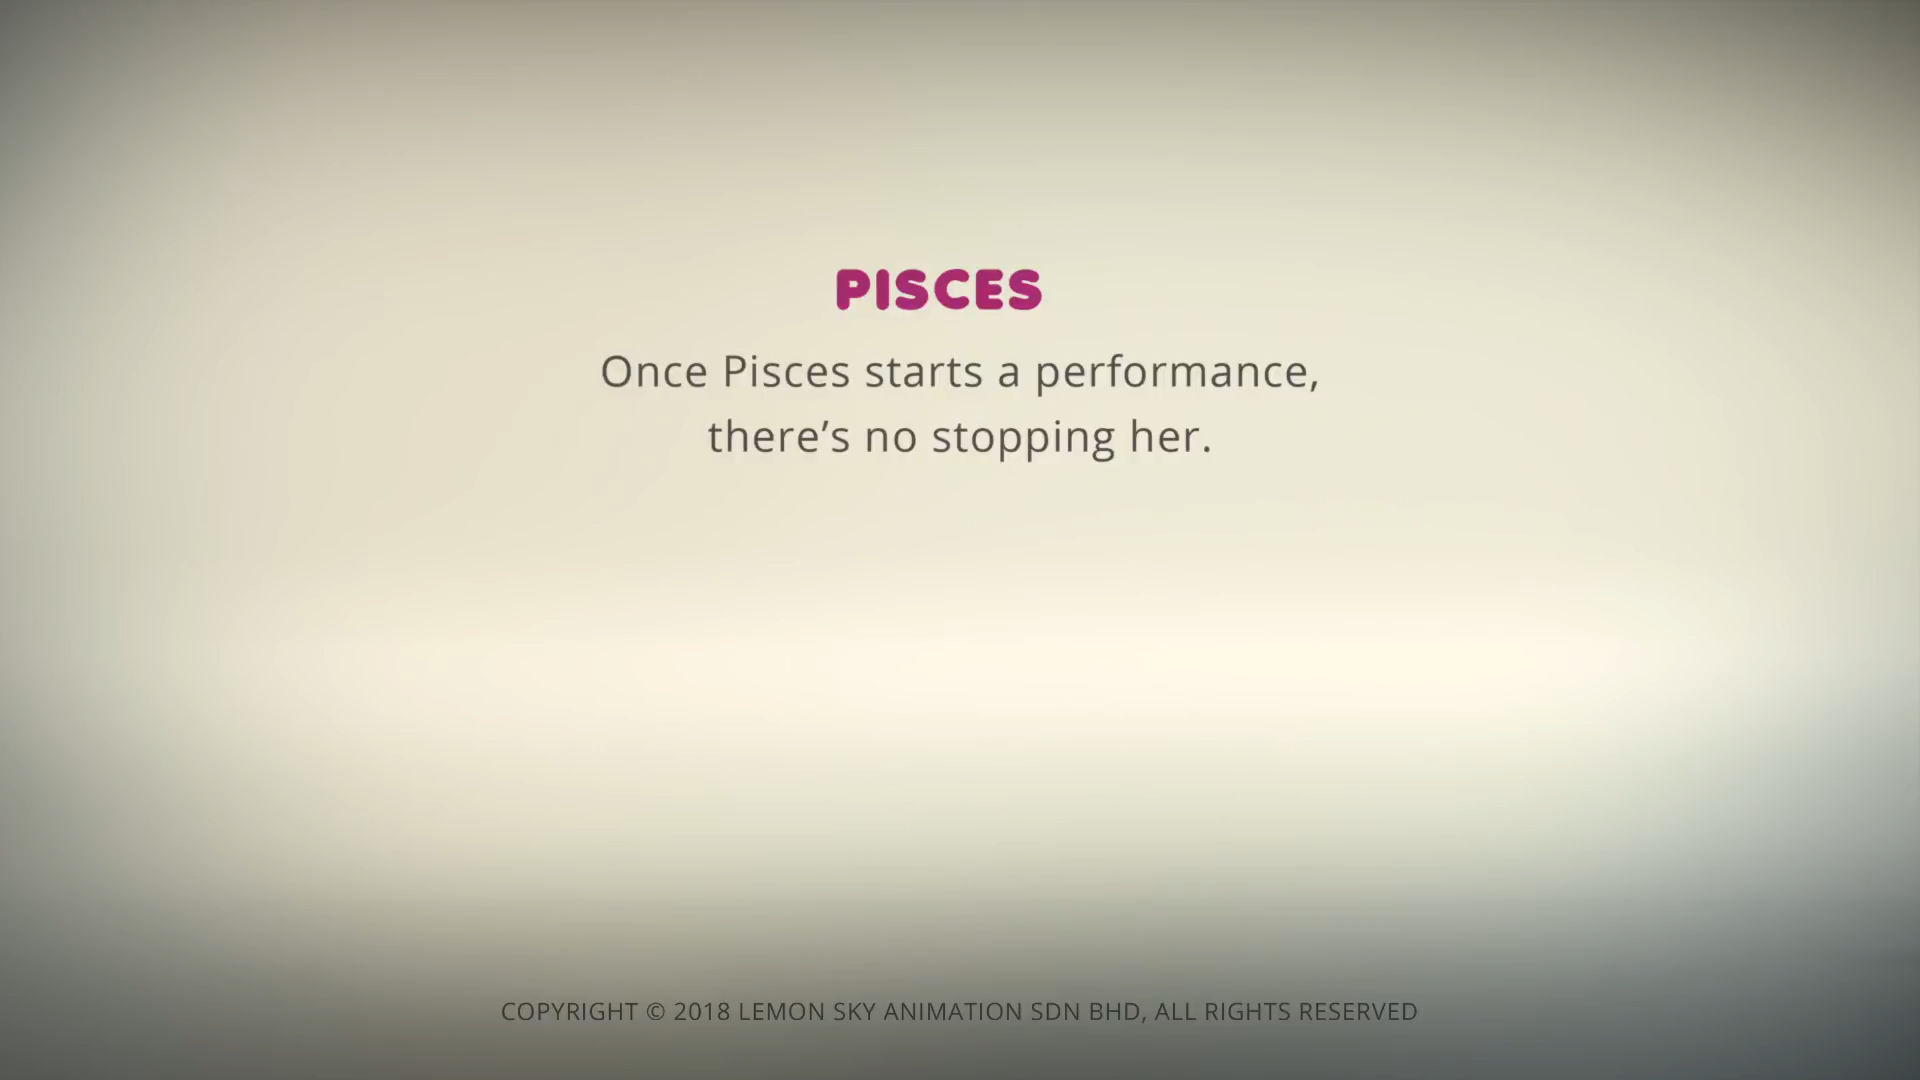 PISCES
Once Pisces starts a performance,
there’s no stopping her.
COPYRIGHT © 2018 LEMON SKY ANIMATION SDN BHD, ALL RIGHTS RESERVED